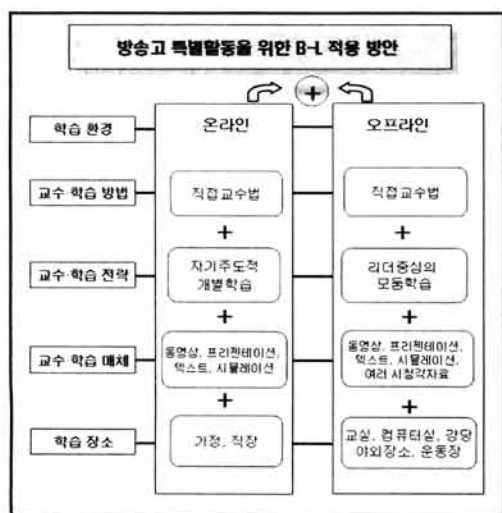 방송고 특별활동을 위한 B-L 적용 방안
+
학습 환경
온라인
오프라인
교수·학습 방법
직접교수법
직접교수법
+
+
교수·학습 전략
자기주도적
개별학습
리더중심의
모둠학습
+
+
교수·학습 매체
동영상, 프리젠테이션,
텍스트, 시뮬레이션
동영상, 프리젠테이션,
텍스트, 시뮬레이션,
여러 시청각자료
+
+
학습 장소
가정, 직장
교실, 컴퓨터실, 강당
야외장소, 운동장